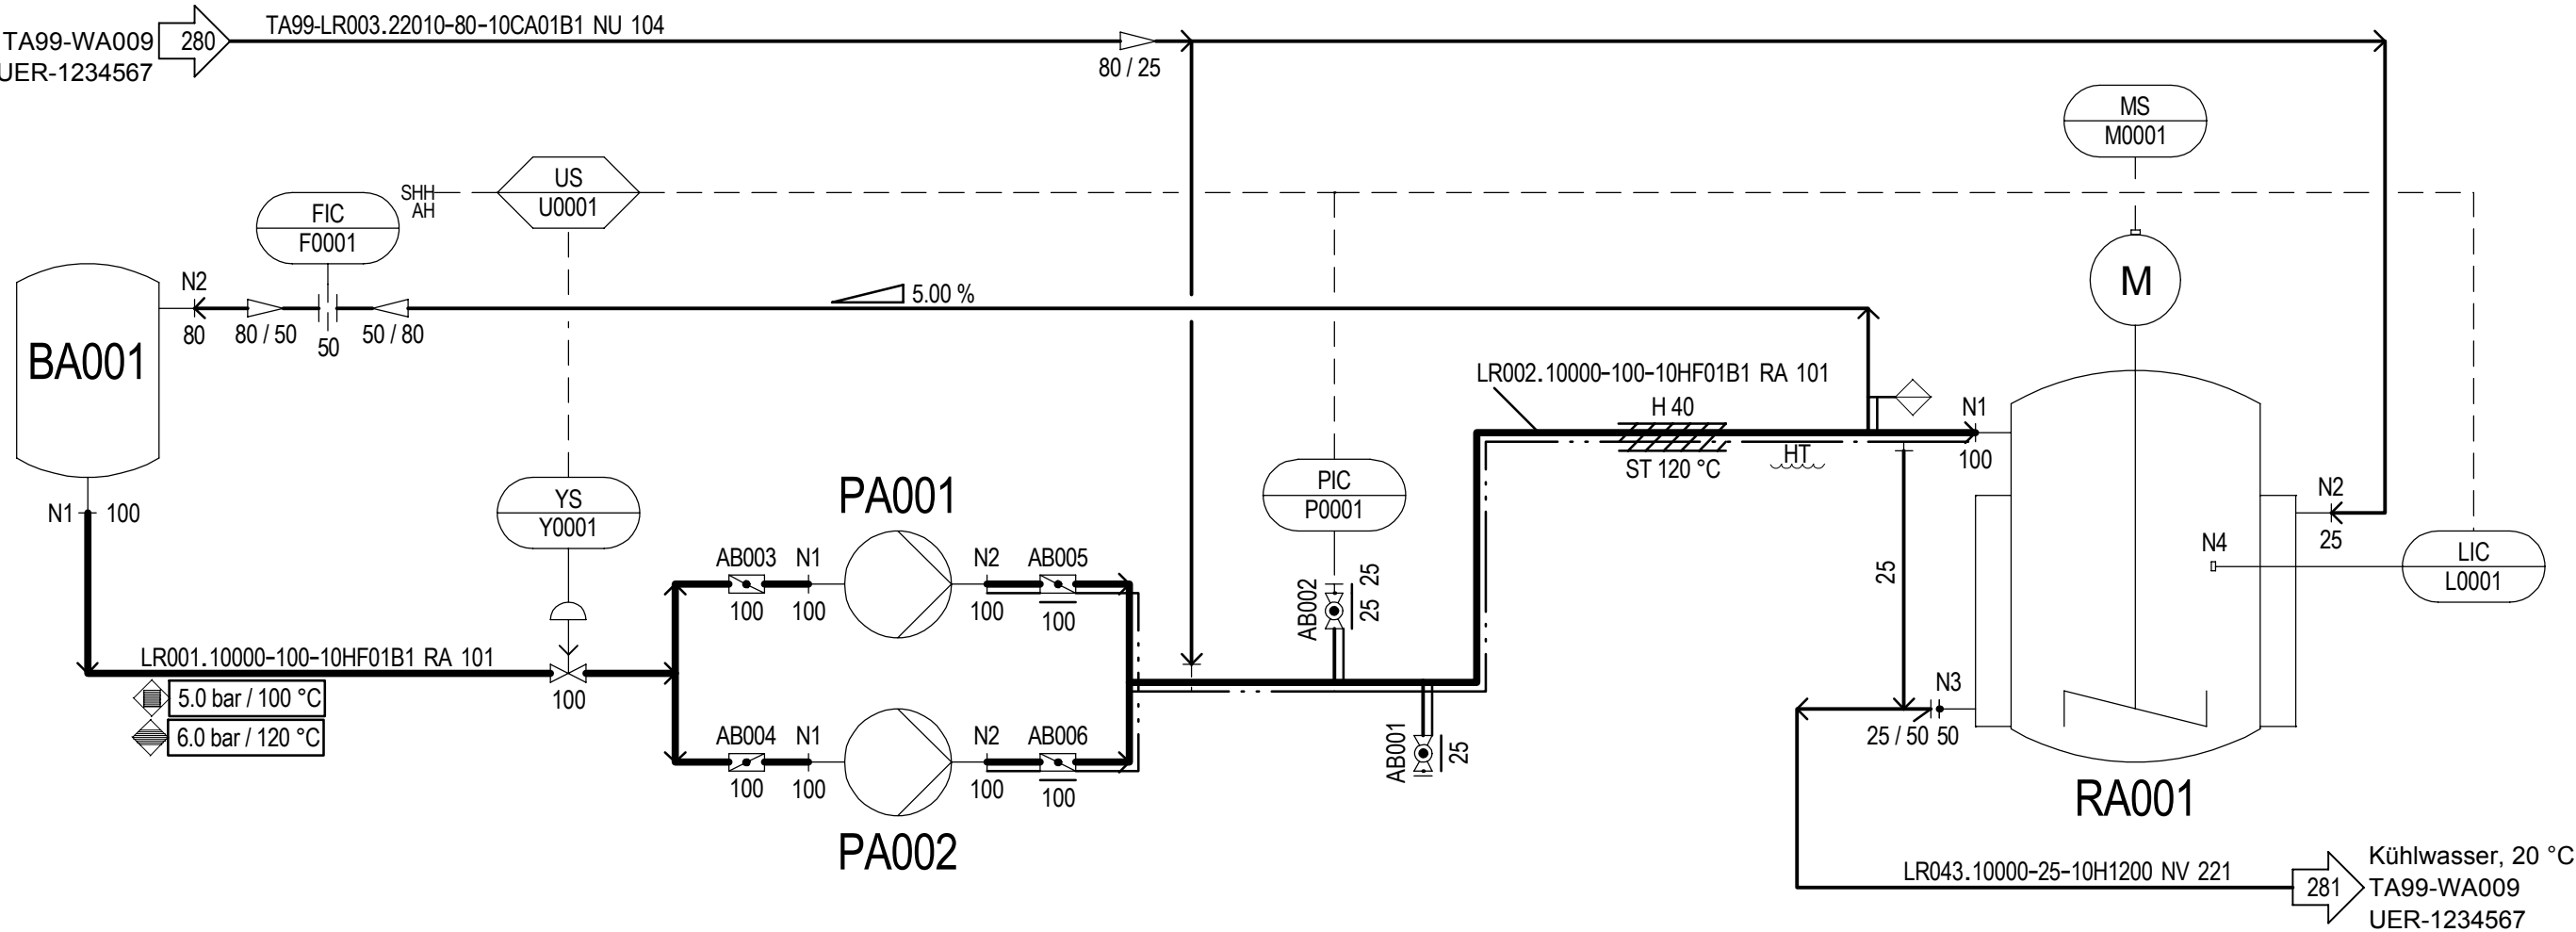 TA99-WA009
UER-1234567
280
TA99-LR003.22010-80-10CA01B1 NU 104
80 / 25
MS
M0001
US
U0001
SHH
AH
FIC
F0001
M
N2
80
80 / 50
50
50 / 80
5.00 %
BA001
LR002.10000-100-10HF01B1 RA 101
H 40
ST 120 °C
HT
N1
100
N1
100
YS
Y0001
PA001
PIC
P0001
N2
25
N4
LIC
L0001
AB003
N1
N2
AB005
100
100
100
100
AB002
25
25
25
25
LR001.10000-100-10HF01B1 RA 101
5.0 bar / 100 °C
6.0 bar / 120 °C
100
N3
25 / 50
50
AB004
N1
N2
AB006
100
100
100
100
AB001
25
PA002
RA001
LR043.10000-25-10H1200 NV 221
281
Kühlwasser, 20 °C
TA99-WA009
UER-1234567